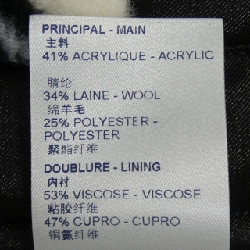 PRINCIPAL - MAIN
主料
41% ACRYLIQUE - ACRYLIC
腈纶
34% LAINE - WOOL
绵羊毛
25% POLYESTER -
POLYESTER
聚酯纤维
DOUBLURE - LINING
内衬
53% VISCOSE - VISCOSE
粘胶纤维
47% CUPRO - CUPRO
铜氨纤维